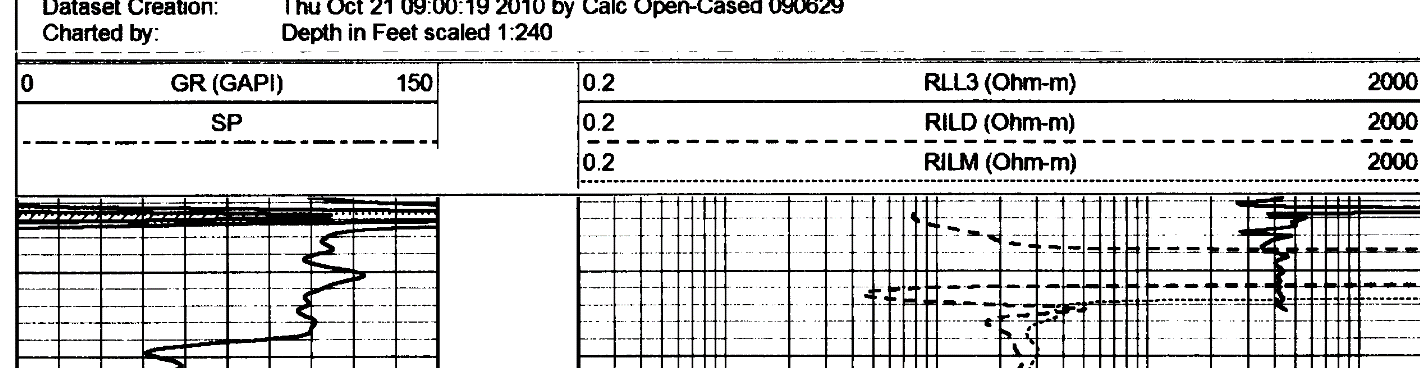 Dataset Creation: Thu Oct 21 09:00:19 2010 by Calc Open-Cased 090629
Charted by: Depth in Feet scaled 1:240
0 GR (GAPI) 150
SP
0.2 RLL3 (Ohm-m) 2000
0.2 RILD (Ohm-m) 2000
0.2 RILM (Ohm-m) 2000